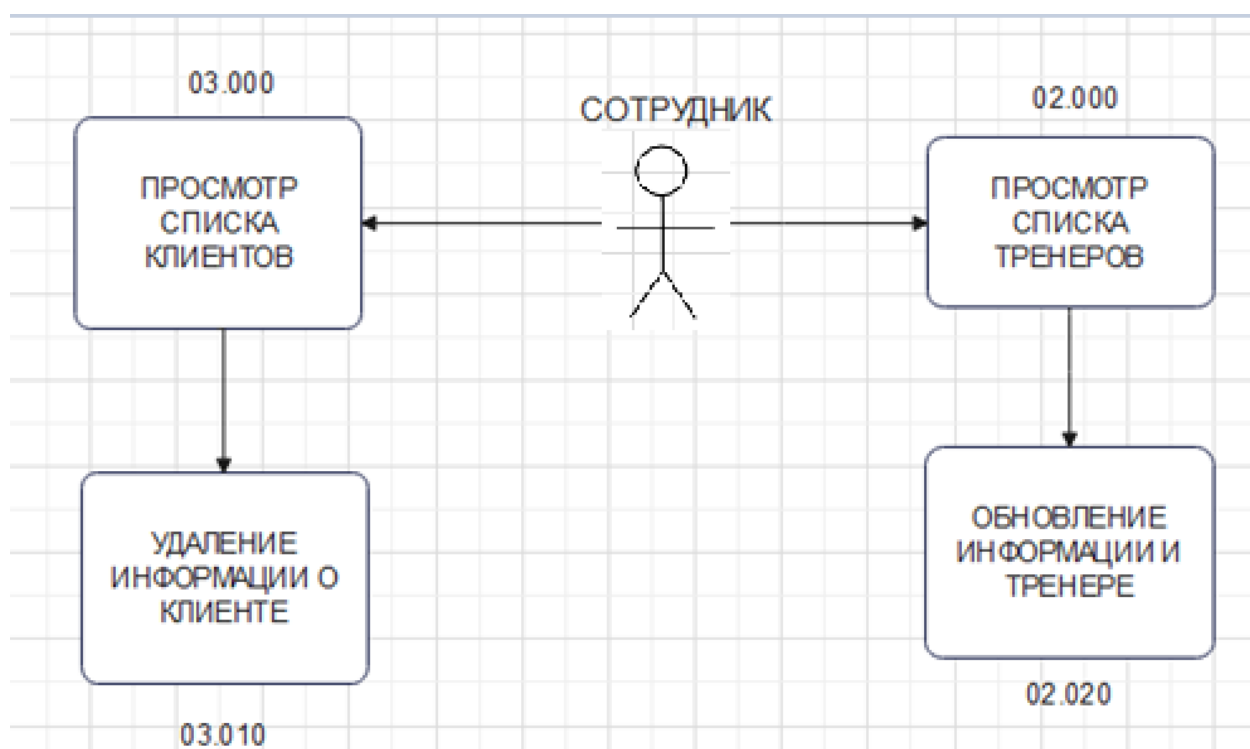 03.000
ПРОСМОТР
СПИСКА
КЛИЕНТОВ
СОТРУДНИК
02.000
ПРОСМОТР
СПИСКА
ТРЕНЕРОВ
УДАЛЕНИЕ
ИНФОРМАЦИИ О
КЛИЕНТЕ
03.010
ОБНОВЛЕНИЕ
ИНФОРМАЦИИ И
ТРЕНЕРЕ
02.020